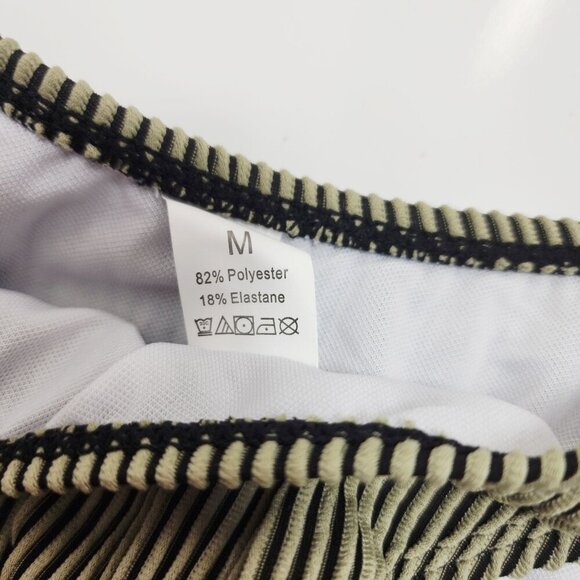 M
82% Polyester
18% Elastane